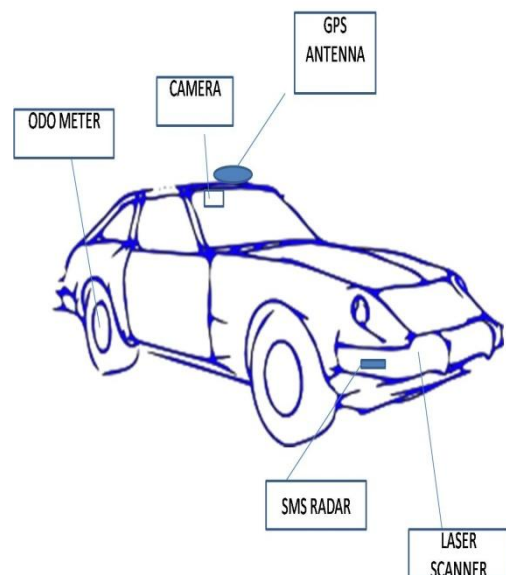 GPS
ANTENNA
CAMERA
ODO METER
SMS RADAR
LASER
SCANNER